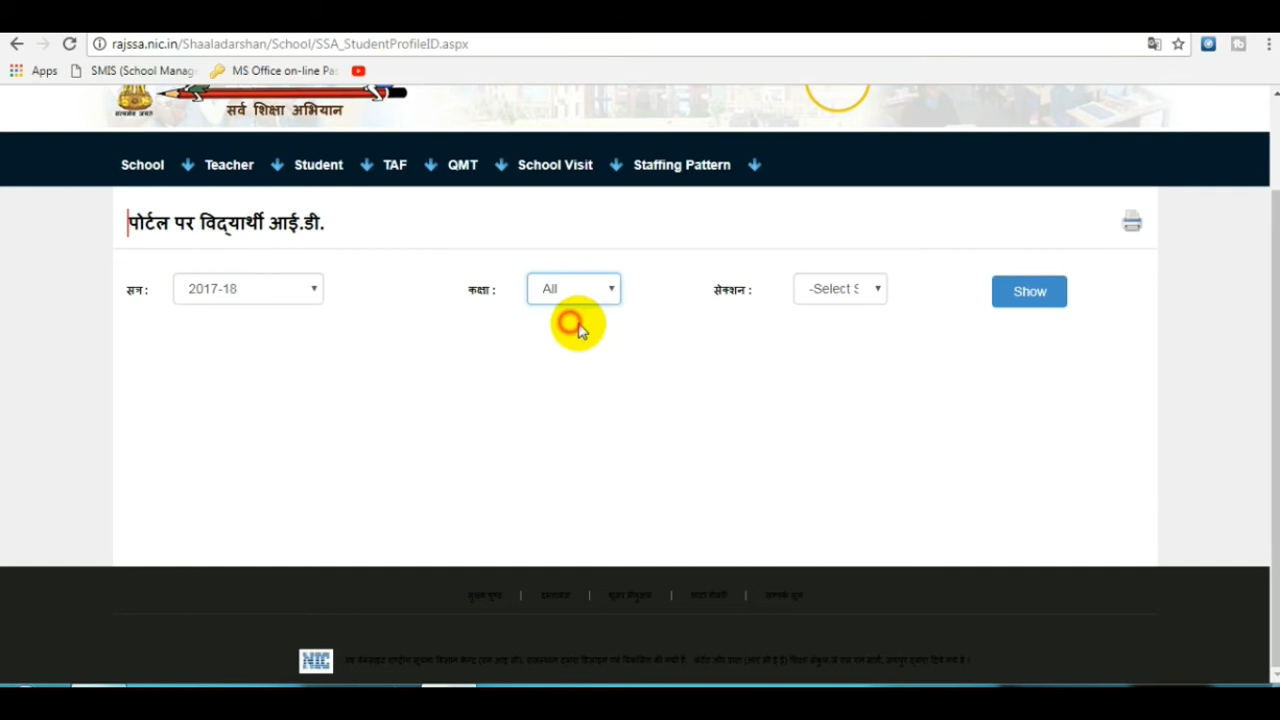 rajssa.nic.in/Shaaladarshan/School/SSA_StudentProfileID.aspx
Apps SMIS (School Manag MS Office on-line Pa
सर्व शिक्षा अभियान
School Teacher Student TAF QMT School Visit Staffing Pattern
पोर्टल पर विद्यार्थी आई.डी.
सत्र : 2017-18 कक्षा : All सेक्शन : -Select S Show
NIC